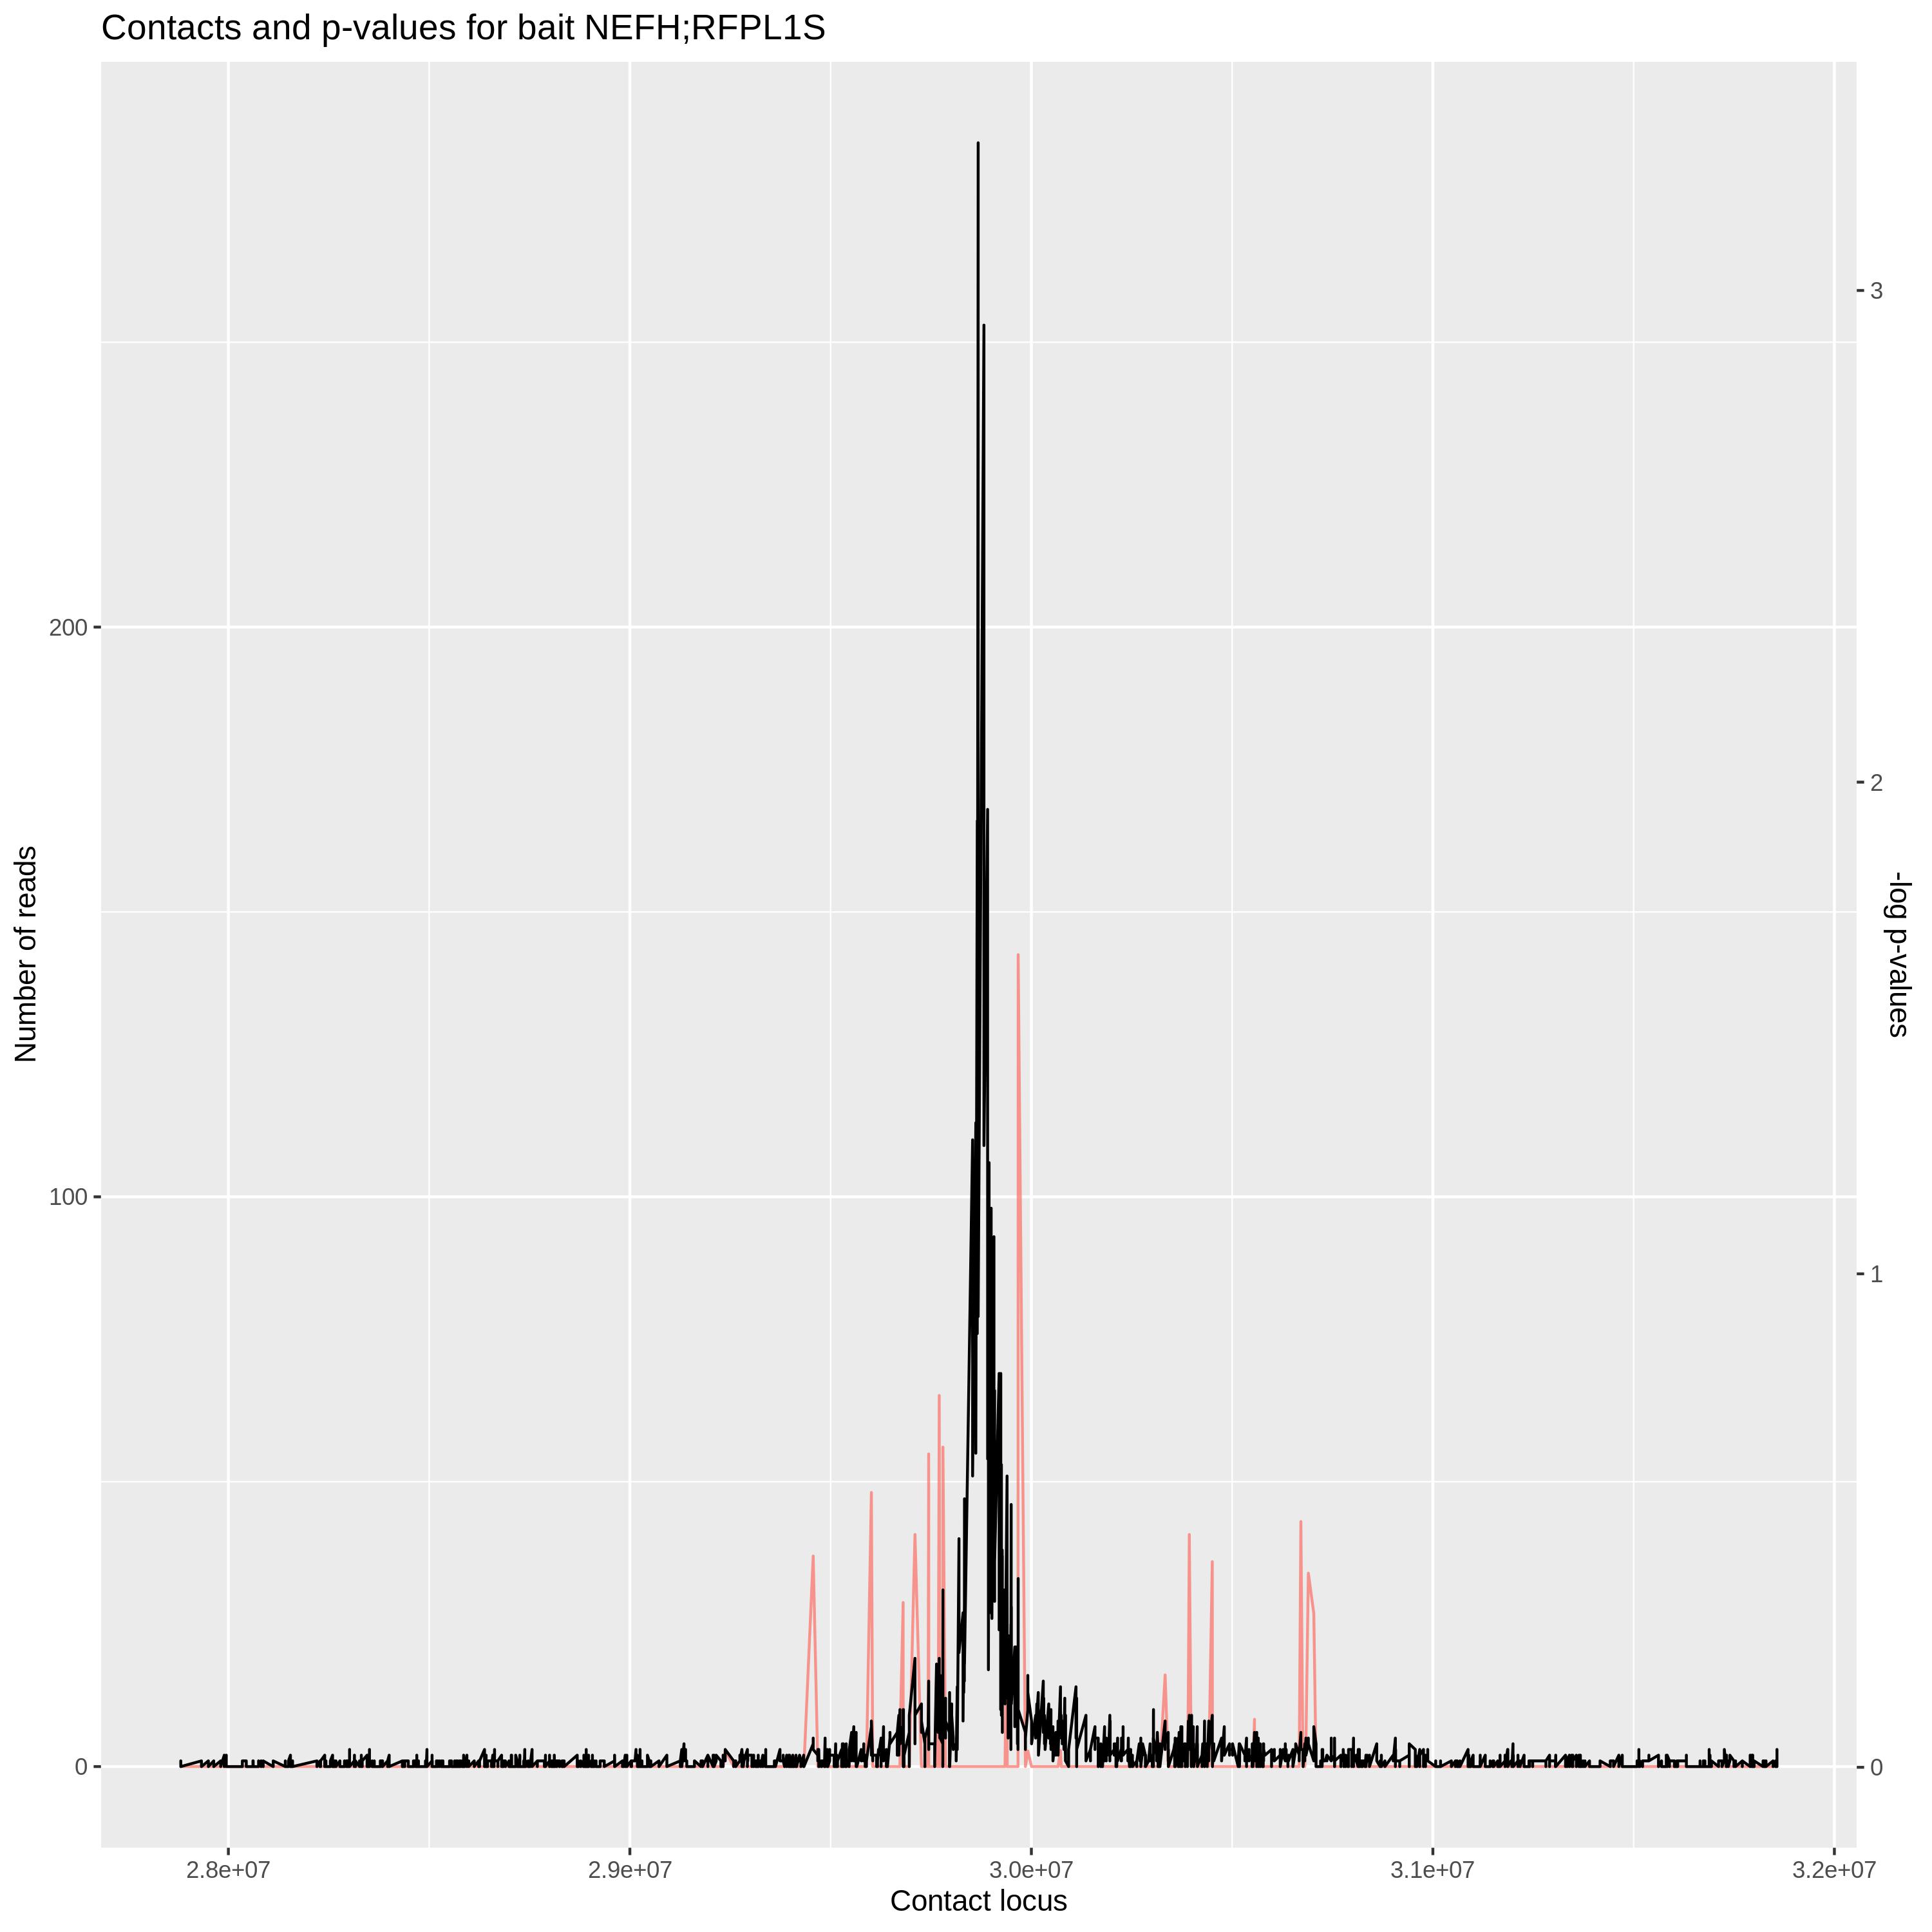 Contacts and p-values for bait NEFH;RFPL1S
Number of reads
200
100
0
3
2
1
0
-log p-values
2.8e+07
2.9e+07
3.0e+07
3.1e+07
3.2e+07
Contact locus